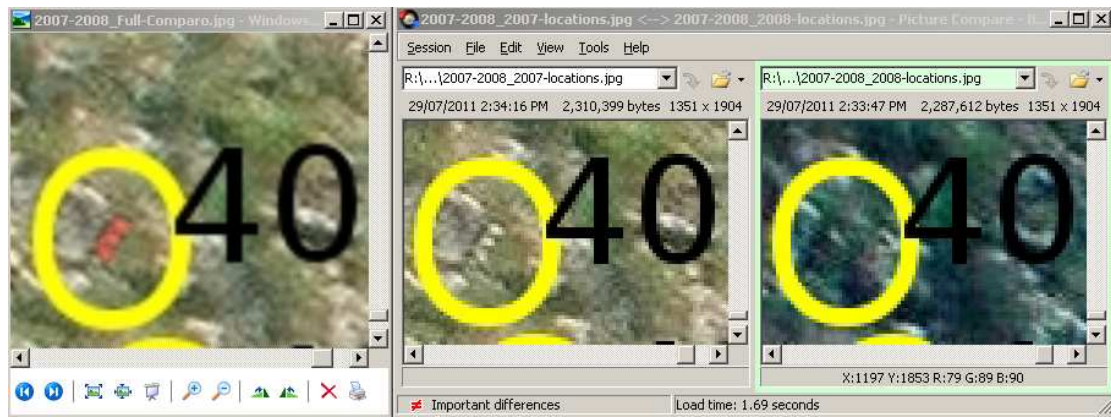 2007-2008_Full-Comparo.jpg - Windows
2007-2008_2007-locations.jpg <--> 2007-2008_2008-locations.jpg - Picture Compare -
Session File Edit View Tools Help
R:\...\2007-2008_2007-locations.jpg
R:\...\2007-2008_2008-locations.jpg
29/07/2011 2:34:16 PM 2,310,399 bytes 1351 x 1904
29/07/2011 2:33:47 PM 2,287,612 bytes 1351 x 1904
40
40
40
X:1197 Y:1853 R:79 G:89 B:90
Important differences
Load time: 1.69 seconds